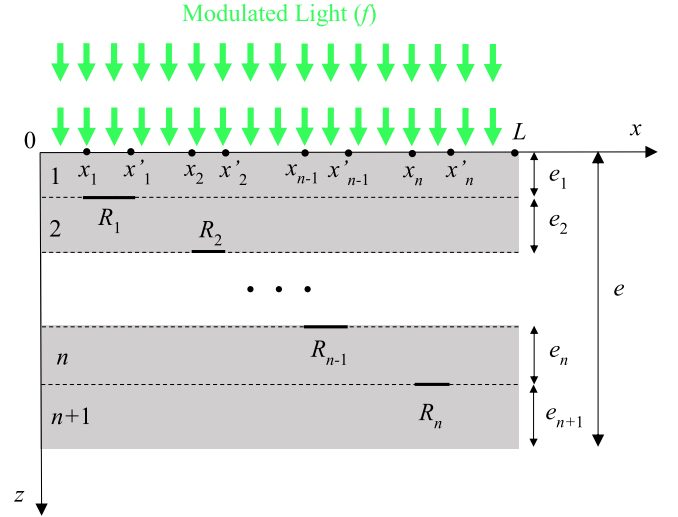 Modulated Light (f)
0
L
x
x₁ x'₁ x₂ x'₂ xₙ₋₁ x'ₙ₋₁ xₙ x'ₙ
1
e₁
R₁
2
R₂
e₂
. . .
e
n
Rₙ₋₁
eₙ
n+1
Rₙ
eₙ₊₁
z